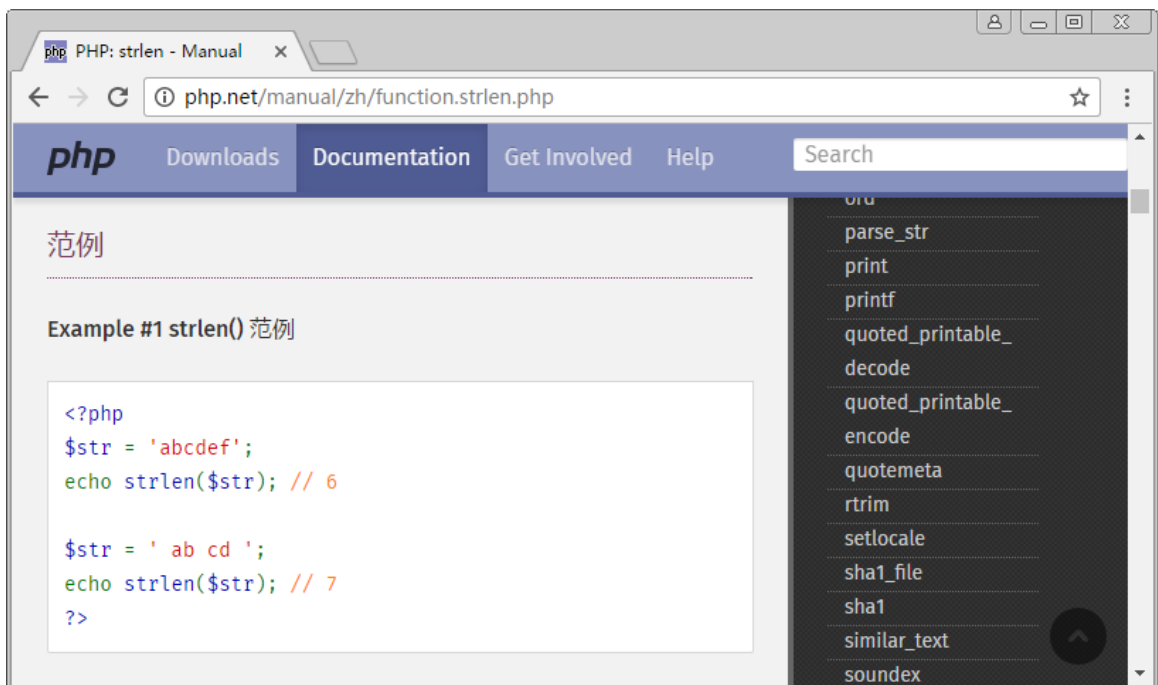 PHP: strlen - Manual
php.net/manual/zh/function.strlen.php
php Downloads Documentation Get Involved Help Search
范例
Example #1 strlen() 范例
<?php
$str = 'abcdef';
echo strlen($str); // 6
$str = ' ab cd ';
echo strlen($str); // 7
?>
ord
parse_str
print
printf
quoted_printable_
decode
quoted_printable_
encode
quotemeta
rtrim
setlocale
sha1_file
sha1
similar_text
soundex